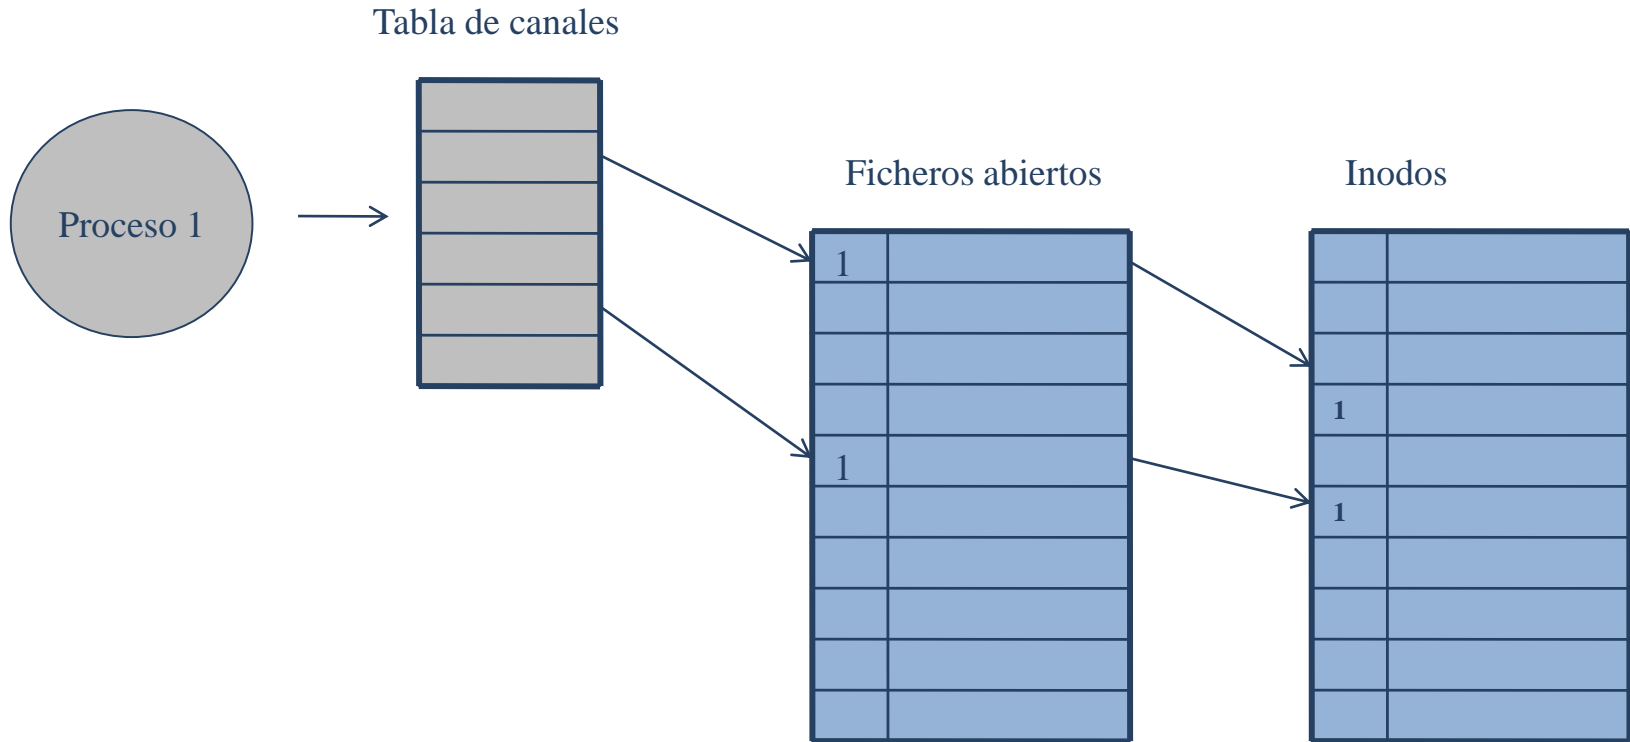 Tabla de canales
Ficheros abiertos
Inodos
Proceso 1
1
1
1
1